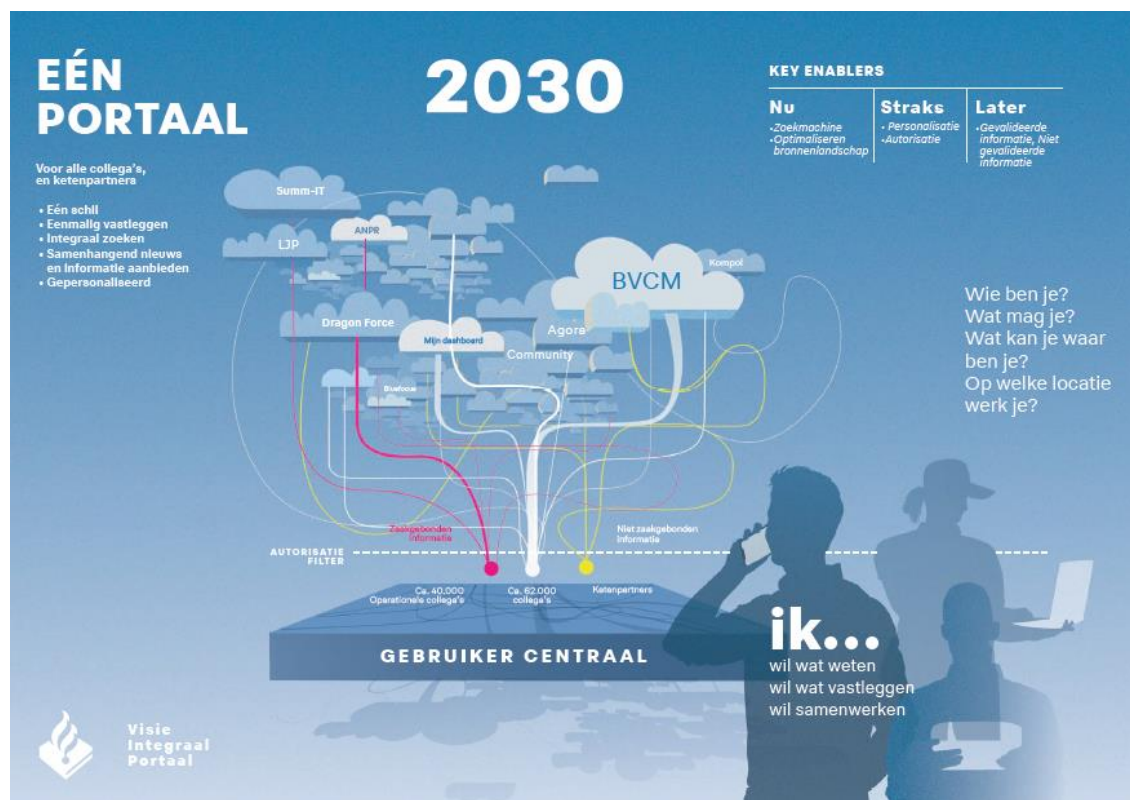 EÉN
PORTAAL
2030
Voor alle collega's,
en ketenpartners
• Eén schil
• Eenmalig vastleggen
• Integraal zoeken
• Samenhangend nieuws
en informatie aanbieden
• Gepersonaliseerd
KEY ENABLERS
Nu
•Zoekmachine
•Optimaliseren
bronnenlandschap
Straks
• Personalisatie
•Autorisatie
Later
•Gevalideerde
informatie, Niet
gevalideerde
informatie
Summ-IT
ANPR
LJP
Kompol
BVCM
Dragon Force
Agora
Mijn dashboard
Community
Bluefocus
Wie ben je?
Wat mag je?
Wat kan je waar
ben je?
Op welke locatie
werk je?
Zaakgebonden
informatie
Niet zaakgebonden
informatie
AUTORISATIE
FILTER
Ca. 40.000
Operationele collega's
Ca. 62.000
collega's
Ketenpartners
GEBRUIKER CENTRAAL
ik...
wil wat weten
wil wat vastleggen
wil samenwerken
Visie
Integraal
Portaal